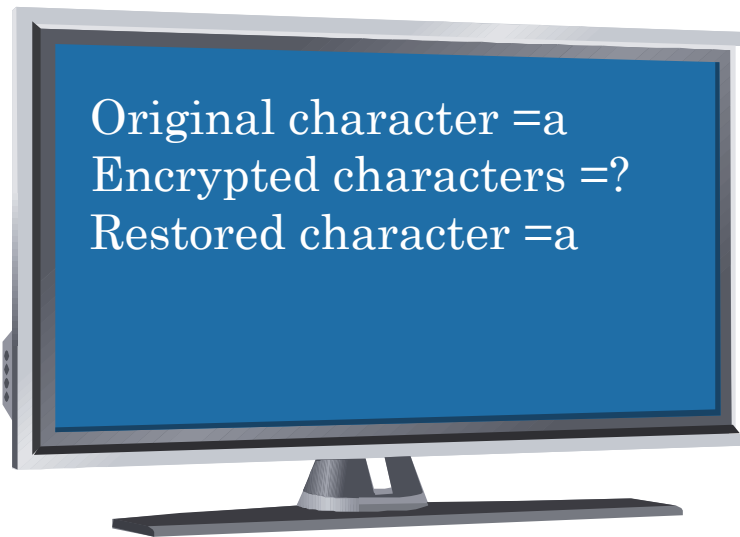 Original character =a
Encrypted characters =?
Restored character =a